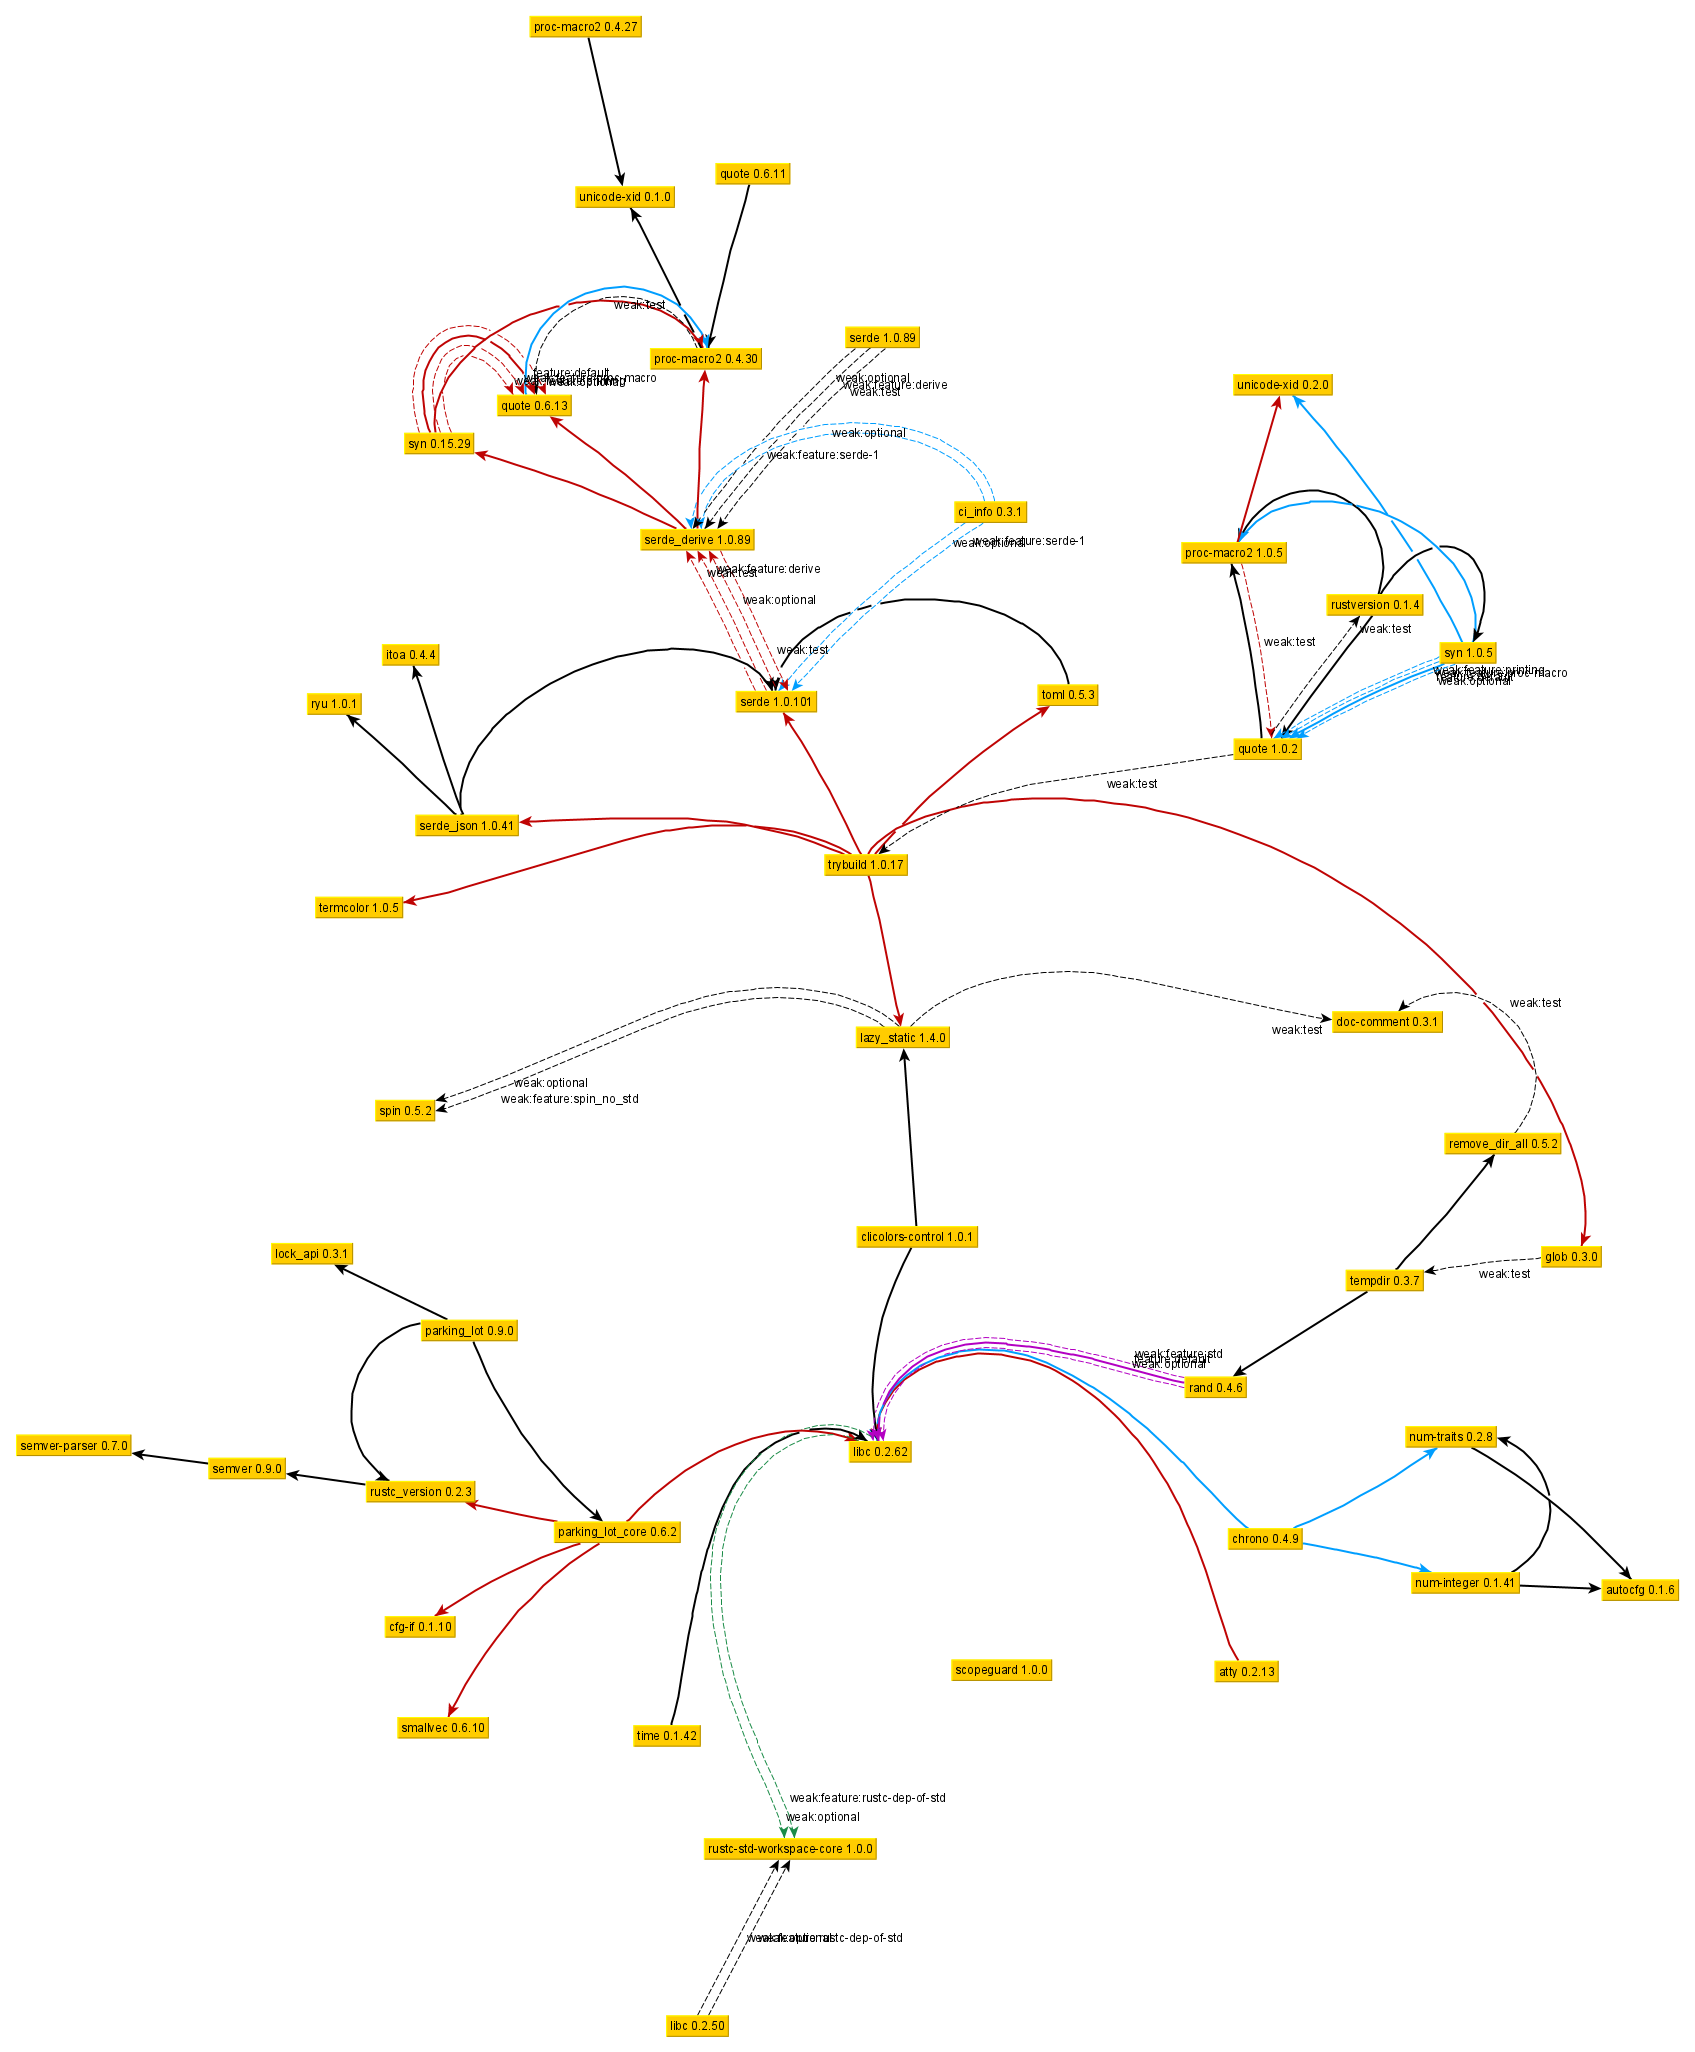 proc-macro2 0.4.27
quote 0.6.11
unicode-xid 0.1.0
weak:test
serde 1.0.89
proc-macro2 0.4.30
feature:default
weak:optional
weak:optional
unicode-xid 0.2.0
weak:feature:derive
weak:test
quote 0.6.13
weak:optional
syn 0.15.29
weak:feature:serde-1
ci_info 0.3.1
serde_derive 1.0.89
weak:feature:serde-1
weak:optional
proc-macro2 1.0.5
weak:feature:derive
weak:test
weak:optional
rustversion 0.1.4
weak:test
weak:test
weak:test
itoa 0.4.4
syn 1.0.5
weak:feature:printing
weak:optional
ryu 1.0.1
serde 1.0.101
toml 0.5.3
quote 1.0.2
weak:test
serde_json 1.0.41
trybuild 1.0.17
termcolor 1.0.5
weak:test
doc-comment 0.3.1
weak:test
lazy_static 1.4.0
weak:optional
weak:feature:spin_no_std
spin 0.5.2
remove_dir_all 0.5.2
clicolors-control 1.0.1
lock_api 0.3.1
glob 0.3.0
weak:test
tempdir 0.3.7
parking_lot 0.9.0
weak:feature:std
feature:default
weak:optional
rand 0.4.6
num-traits 0.2.8
semver-parser 0.7.0
libc 0.2.62
semver 0.9.0
rustc_version 0.2.3
parking_lot_core 0.6.2
chrono 0.4.9
num-integer 0.1.41
autocfg 0.1.6
cfg-if 0.1.10
scopeguard 1.0.0
atty 0.2.13
smallvec 0.6.10
time 0.1.42
weak:feature:rustc-dep-of-std
weak:optional
rustc-std-workspace-core 1.0.0
weak:optional
weak:feature:rustc-dep-of-std
libc 0.2.50